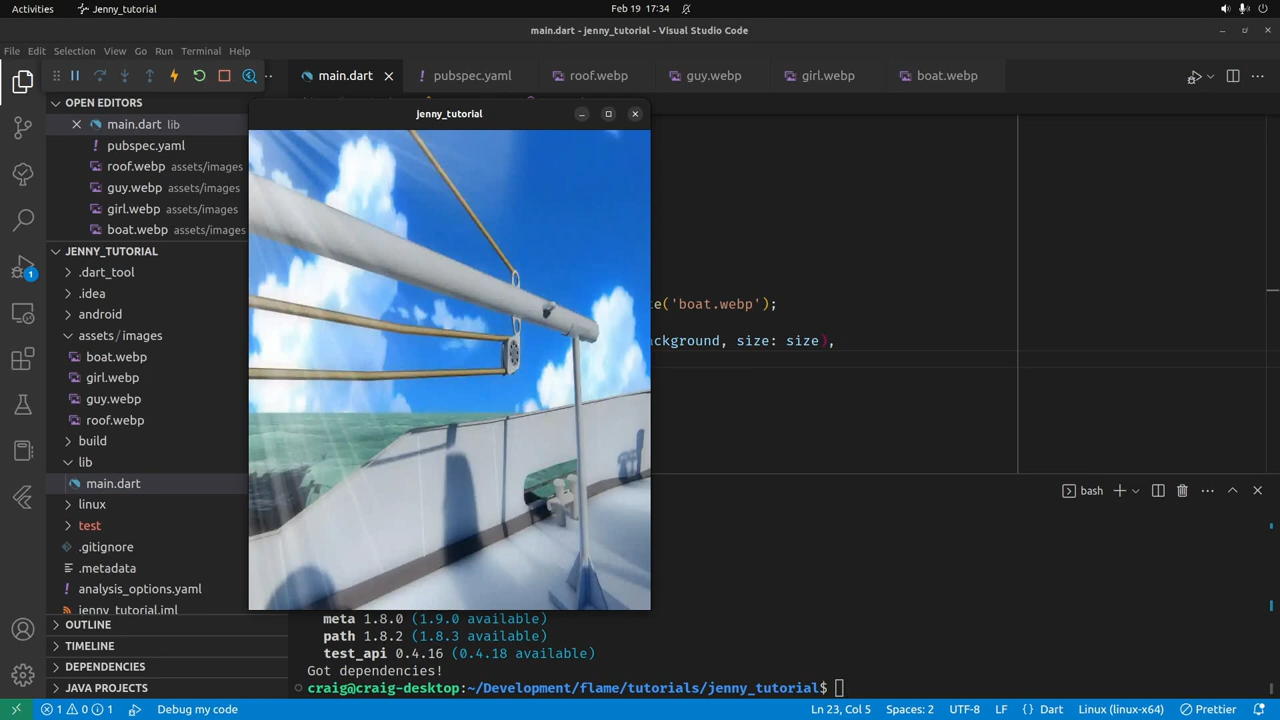 Activities
Jenny_tutorial
Feb 19 17:34
main.dart - jenny_tutorial - Visual Studio Code
File Edit Selection View Go Run Terminal Help
main.dart
pubspec.yaml
roof.webp
guy.webp
girl.webp
boat.webp
OPEN EDITORS
main.dart lib
pubspec.yaml
roof.webp assets/images
guy.webp assets/images
girl.webp assets/images
boat.webp assets/images
JENNY_TUTORIAL
.dart_tool
.idea
android
assets/images
boat.webp
girl.webp
guy.webp
roof.webp
build
lib
main.dart
linux
test
.gitignore
.metadata
analysis_options.yaml
jenny_tutorial.iml
OUTLINE
TIMELINE
DEPENDENCIES
JAVA PROJECTS
1
jenny_tutorial
e('boat.webp');
ckground, size: size),
bash
meta 1.8.0 (1.9.0 available)
path 1.8.2 (1.8.3 available)
test_api 0.4.16 (0.4.18 available)
Got dependencies!
craig@craig-desktop:~/Development/flame/tutorials/jenny_tutorial$
1 0 1 Debug my code Ln 23, Col 5 Spaces: 2 UTF-8 LF {} Dart Linux (linux-x64) Prettier